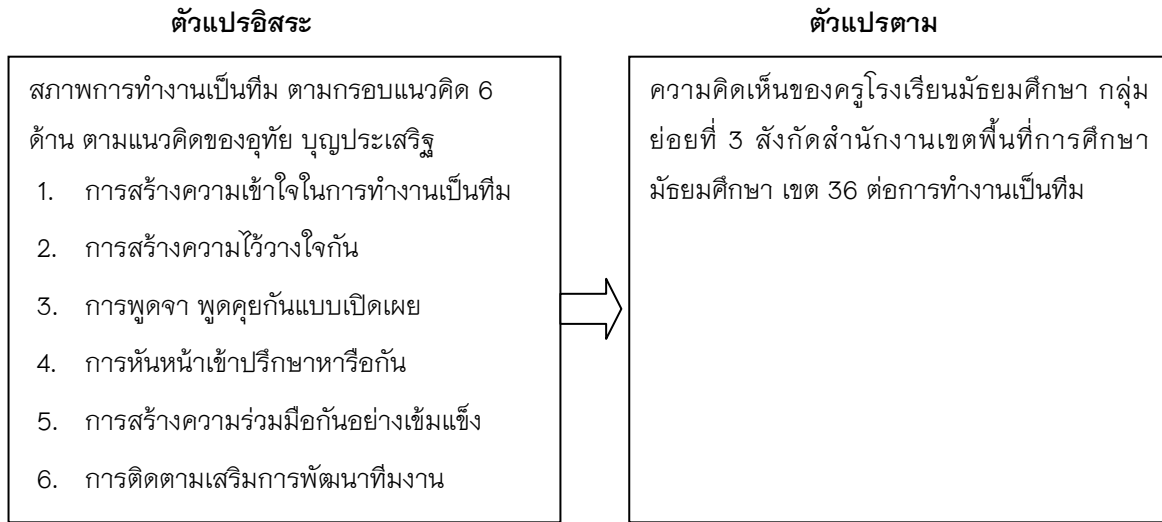 ตัวแปรอิสระ
ตัวแปรตาม
สภาพการทำงานเป็นทีม ตามกรอบแนวคิด 6
ด้าน ตามแนวคิดของอุทัย บุญประเสริฐ
1. การสร้างความเข้าใจในการทำงานเป็นทีม
2. การสร้างความไว้วางใจกัน
3. การพูดจา พูดคุยกันแบบเปิดเผย
4. การหันหน้าเข้าปรึกษาหารือกัน
5. การสร้างความร่วมมือกันอย่างเข้มแข็ง
6. การติดตามเสริมการพัฒนาทีมงาน
ความคิดเห็นของครูโรงเรียนมัธยมศึกษา กลุ่ม
ย่อยที่ 3 สังกัดสำนักงานเขตพื้นที่การศึกษา
มัธยมศึกษา เขต 36 ต่อการทำงานเป็นทีม